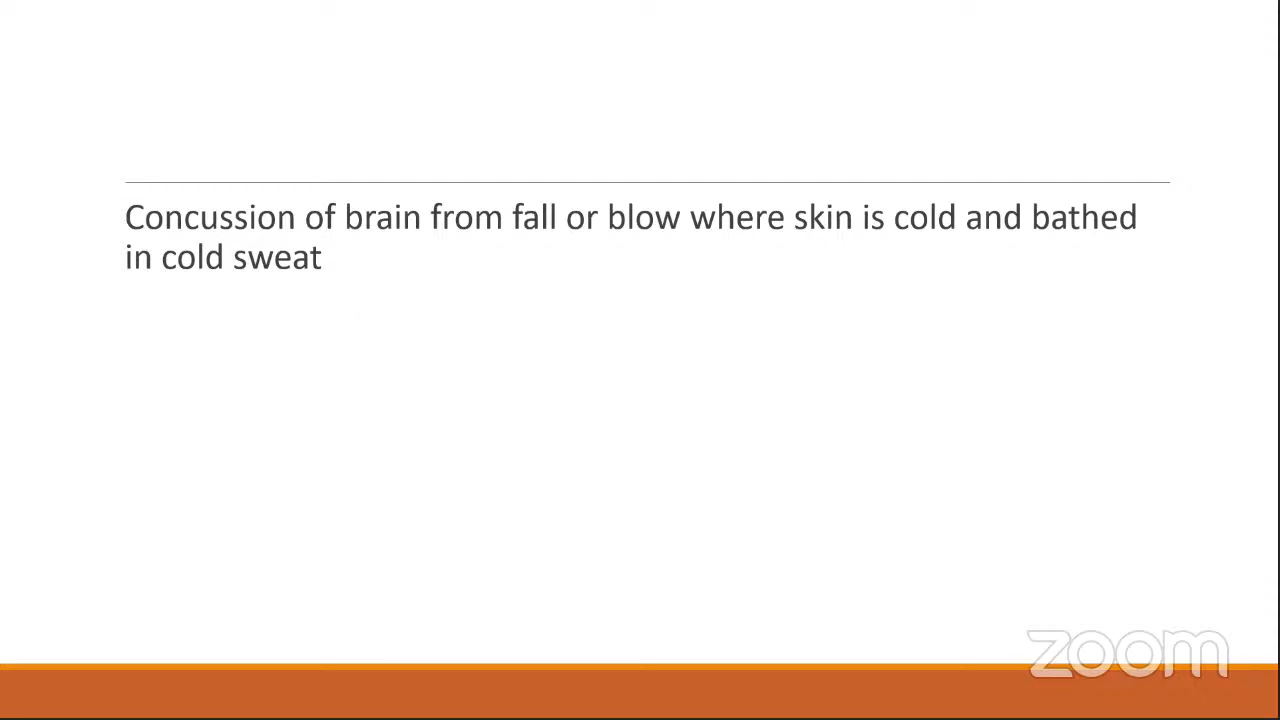 Concussion of brain from fall or blow where skin is cold and bathed
in cold sweat
zoom